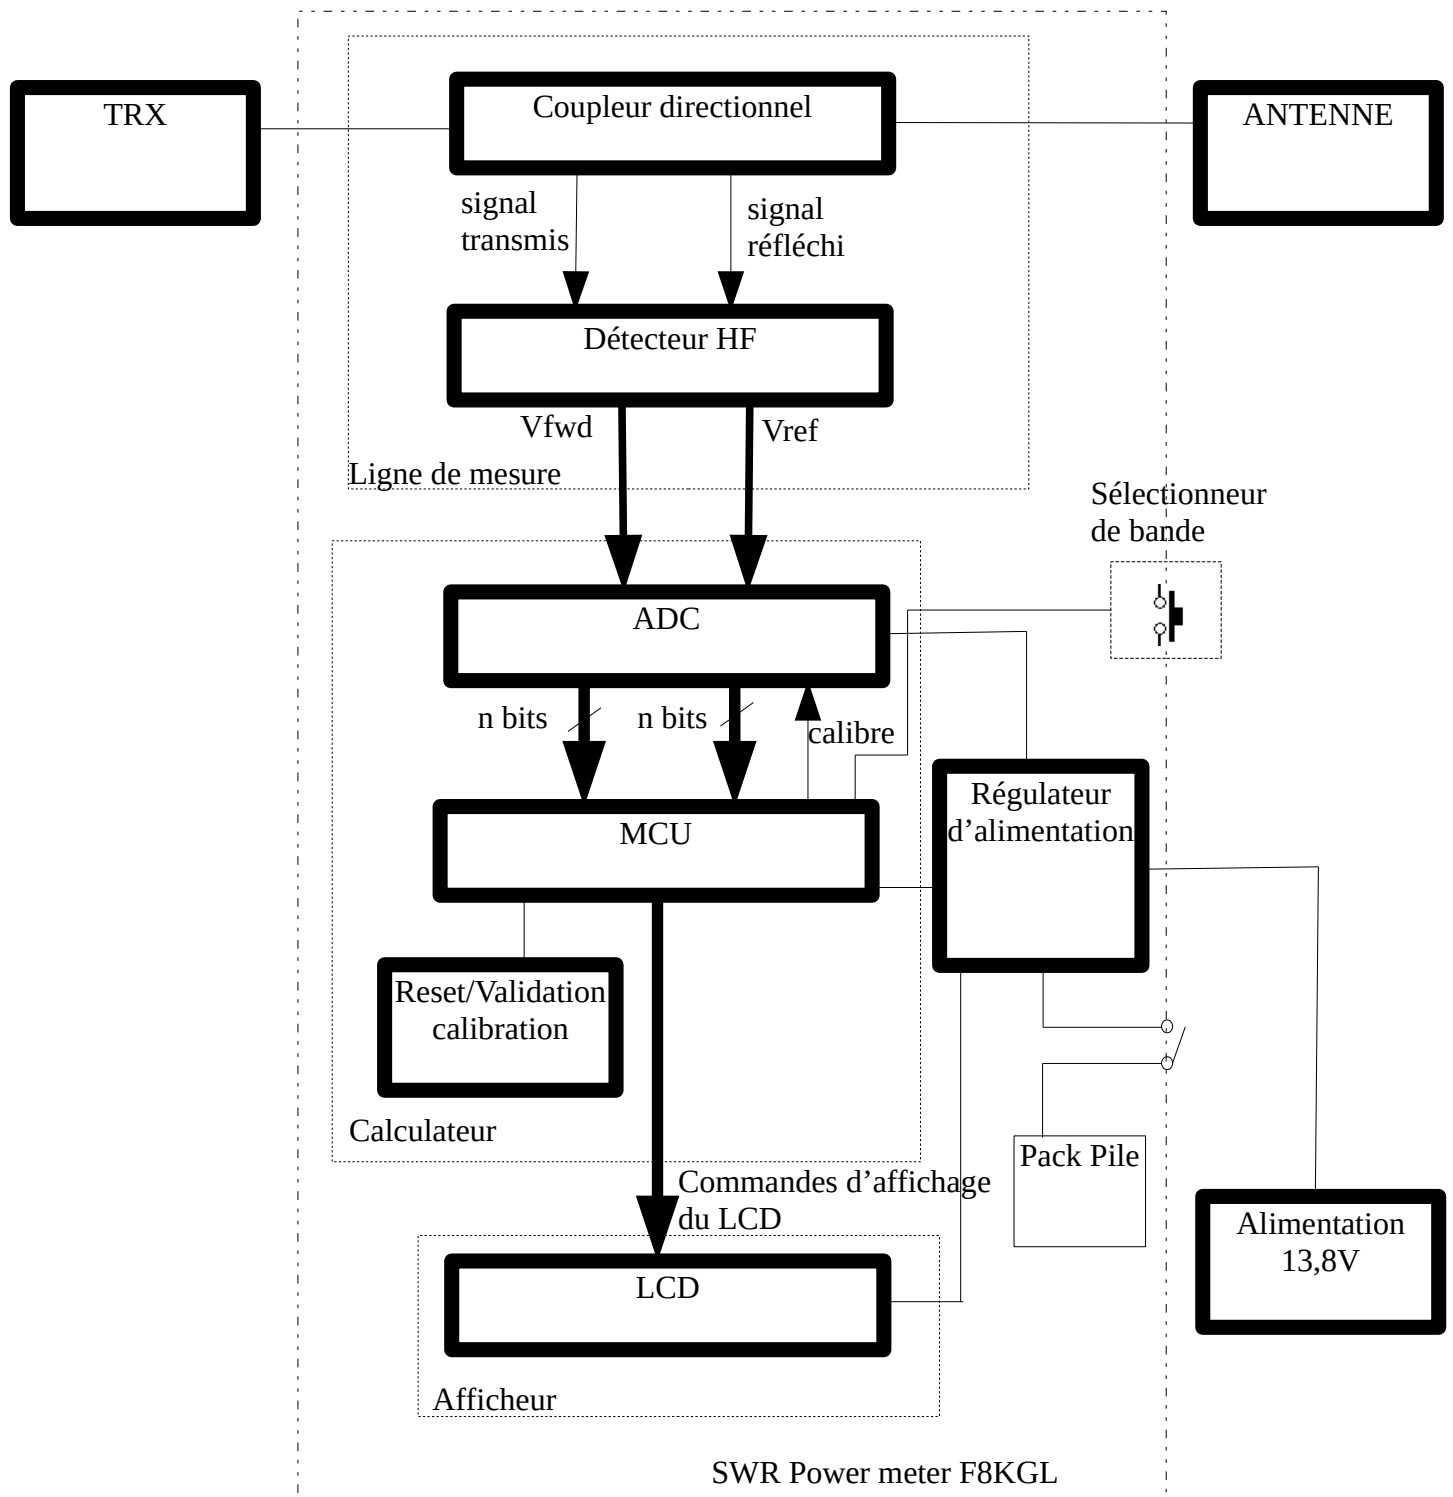 TRX
Coupleur directionnel
ANTENNE
signal
transmis
signal
réfléchi
Détecteur HF
Vfwd
Vref
Ligne de mesure
Sélectionneur
de bande
ADC
n bits
n bits
calibre
MCU
Régulateur
d’alimentation
Reset/Validation
calibration
Calculateur
Pack Pile
Commandes d’affichage
du LCD
Alimentation
13,8V
LCD
Afficheur
SWR Power meter F8KGL